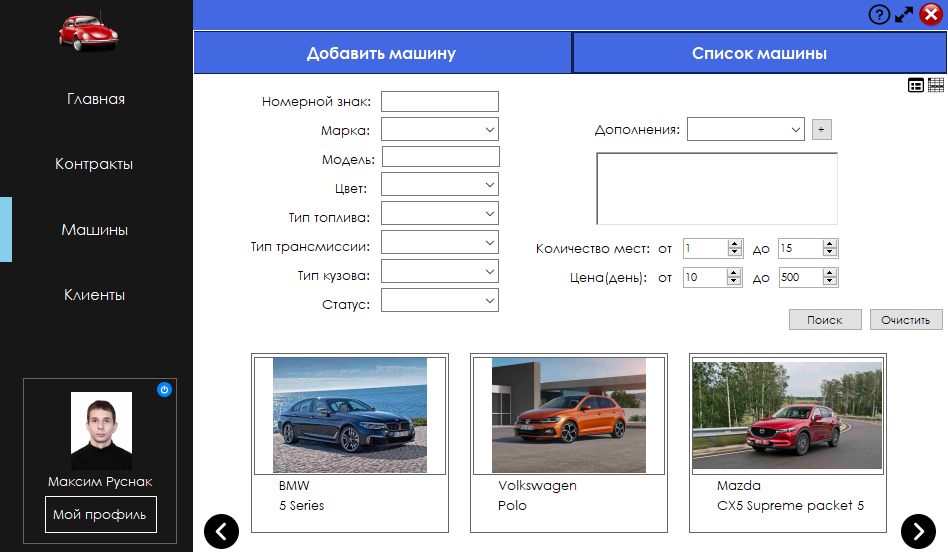 ?
Добавить машину
Список машины
Главная
Контракты
Машины
Клиенты
Номерной знак:
Марка:
Модель:
Цвет:
Тип топлива:
Тип трансмиссии:
Тип кузова:
Статус:
Дополнения: +
Количество мест: от 1 до 15
Цена(день): от 10 до 500
Поиск Очистить
BMW
5 Series
Volkswagen
Polo
Mazda
CX5 Supreme packet 5
Максим Руснак
Мой профиль